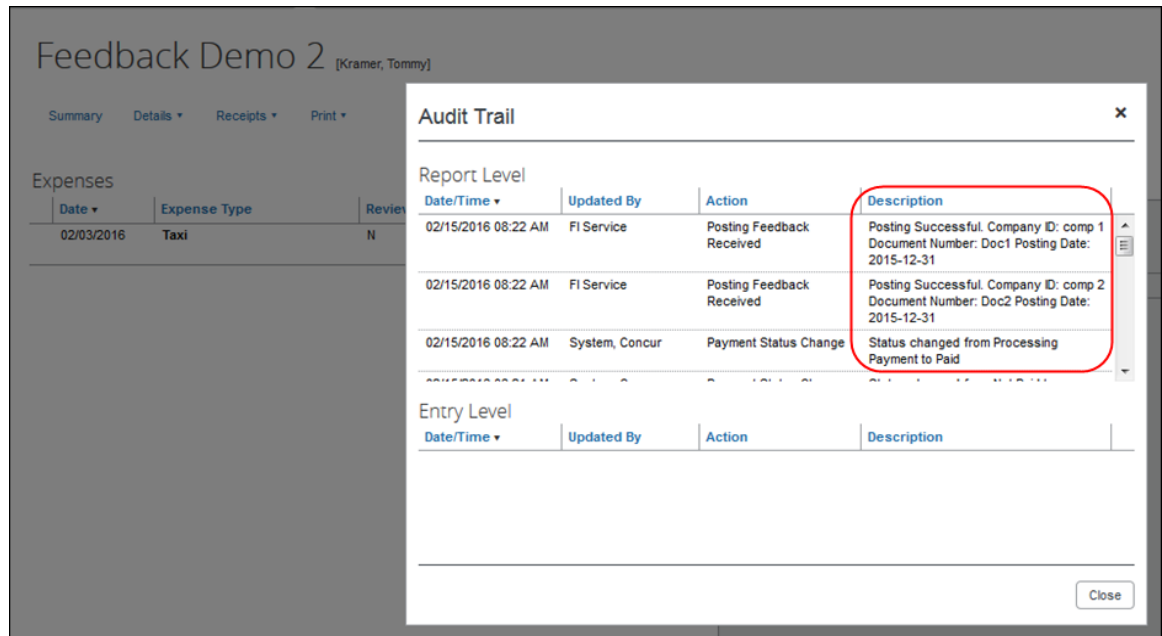 Feedback Demo 2 [Kramer, Tommy]
Summary Details Receipts Print
Expenses
Date Expense Type Review
02/03/2016 Taxi N
Audit Trail
Report Level
Date/Time Updated By Action Description
02/15/2016 08:22 AM FI Service Posting Feedback Posting Successful. Company ID: comp 1
Received Document Number: Doc1 Posting Date:
2015-12-31
02/15/2016 08:22 AM FI Service Posting Feedback Posting Successful. Company ID: comp 2
Received Document Number: Doc2 Posting Date:
2015-12-31
02/15/2016 08:22 AM System, Concur Payment Status Change Status changed from Processing
Payment to Paid
Entry Level
Date/Time Updated By Action Description
Close